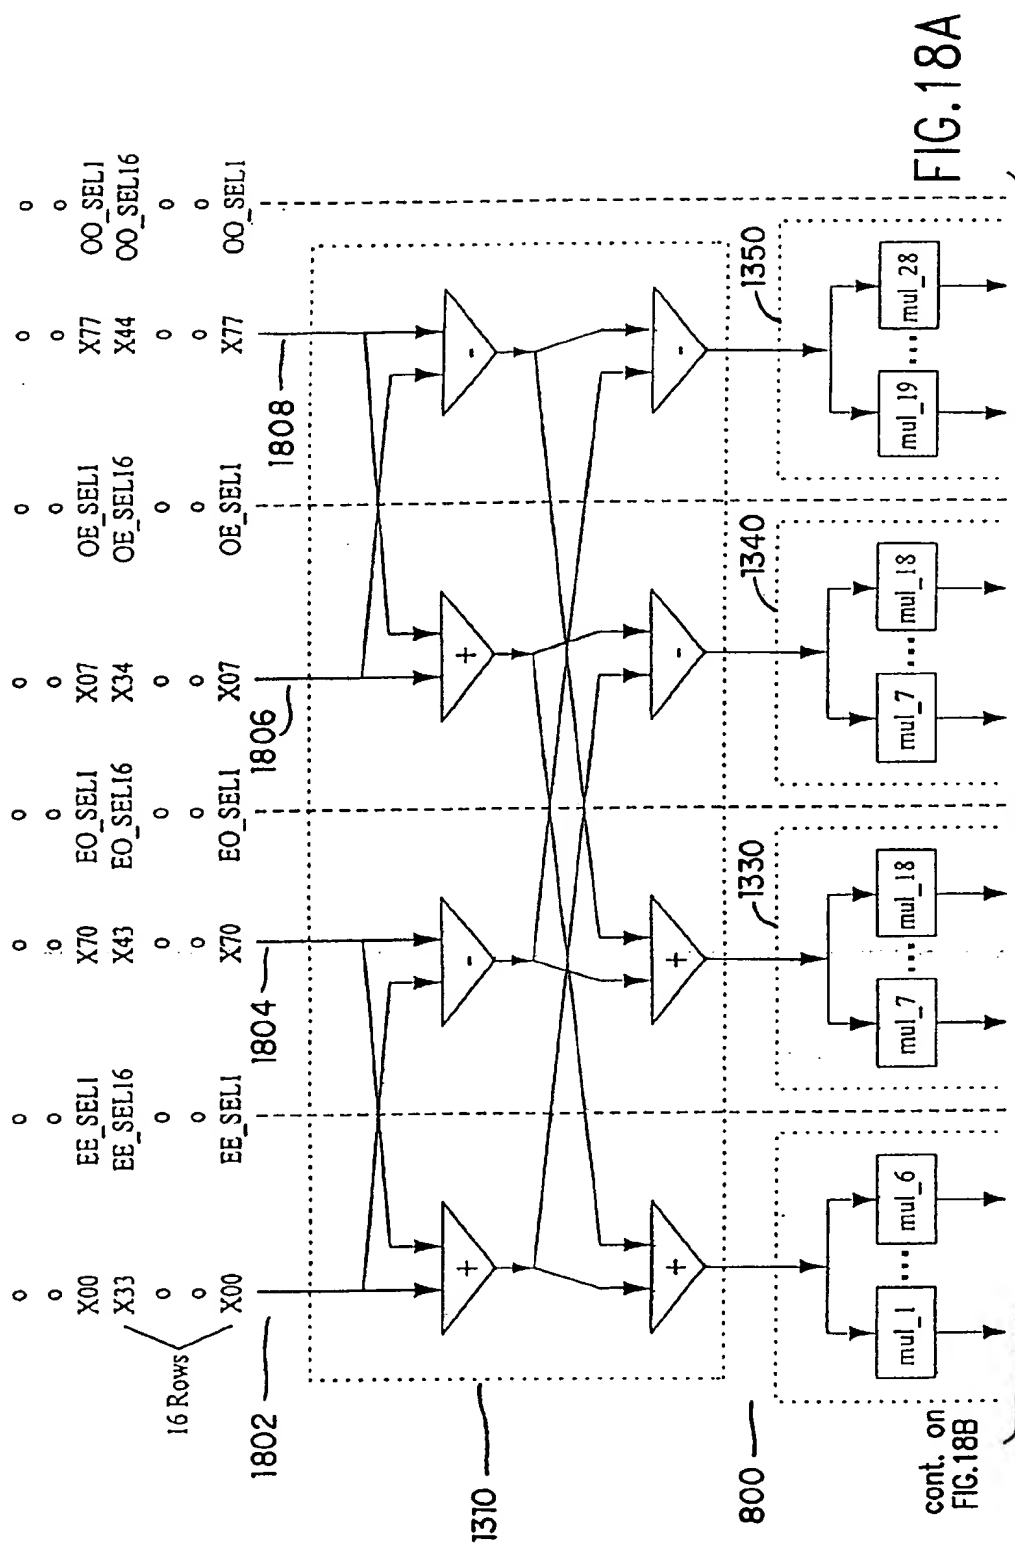 o o o o o o o o
o o o o o o o o
X00 EE_SEL1 X70 EO_SEL1 X07 OE_SEL1 X77 OO_SEL1
X33 EE_SEL16 X43 EO_SEL16 X34 OE_SEL16 X44 OO_SEL16
16 Rows
o o o o o o o o
o o o o o o o o
X00 EE_SEL1 X70 EO_SEL1 X07 OE_SEL1 X77 OO_SEL1
1802
1804
1806
1808
1310
+ - + -
+ + - -
800
1330
1340
1350
mul_1 ... mul_6
mul_7 ... mul_18
mul_7 ... mul_18
mul_19 ... mul_28
cont. on
FIG.18B
FIG.18A